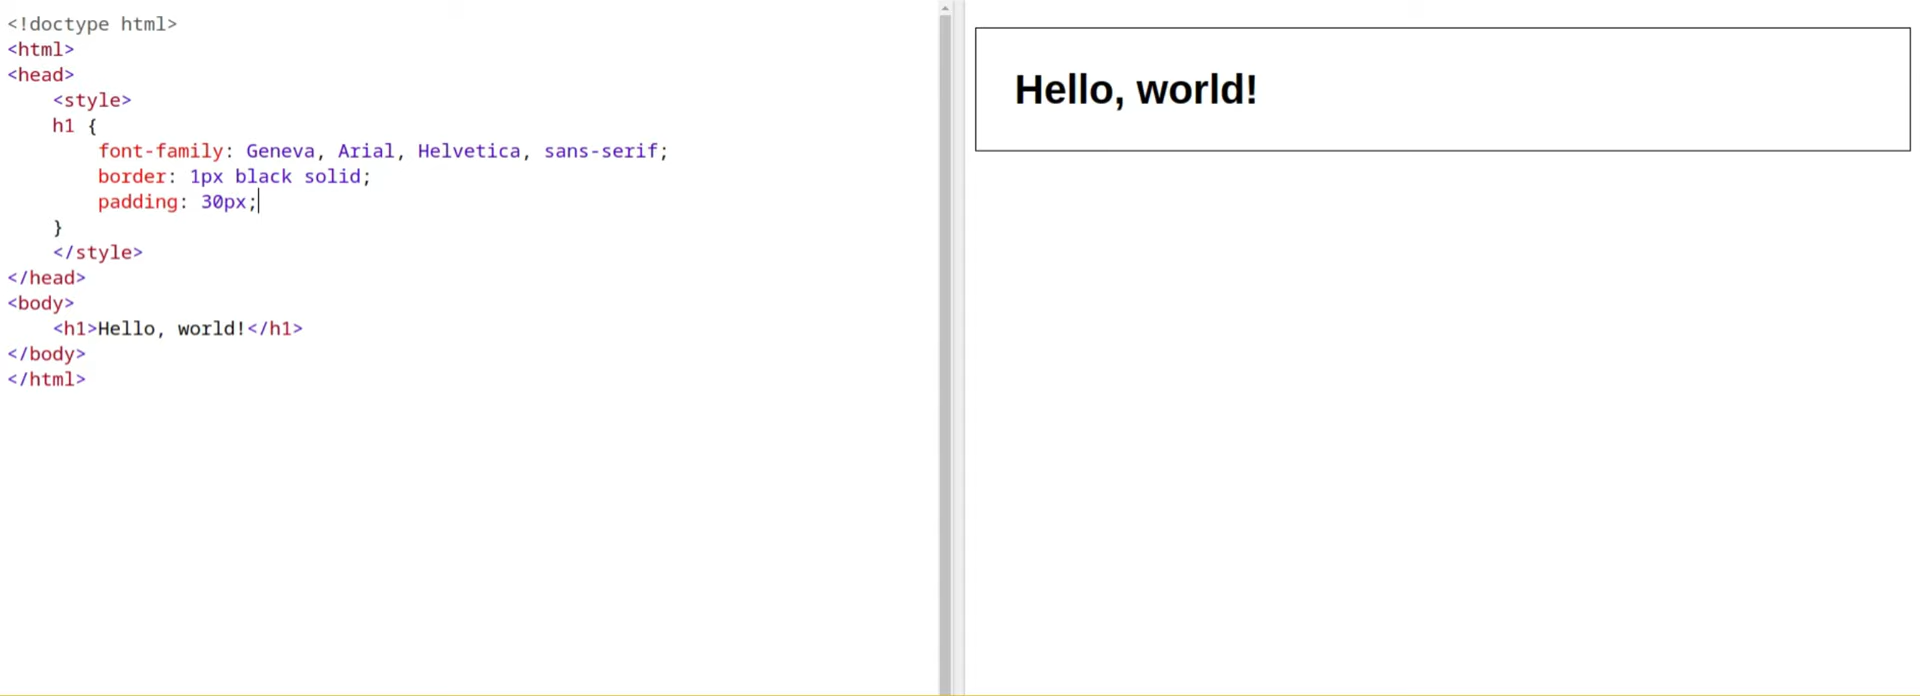 <!doctype html>
<html>
<head>
    <style>
    h1 {
        font-family: Geneva, Arial, Helvetica, sans-serif;
        border: 1px black solid;
        padding: 30px;
    }
    </style>
</head>
<body>
    <h1>Hello, world!</h1>
</body>
</html>
Hello, world!